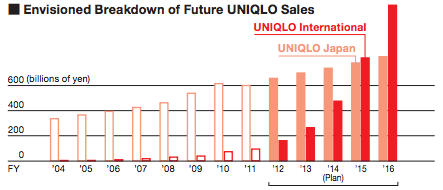 ■ Envisioned Breakdown of Future UNIQLO Sales
UNIQLO International
UNIQLO Japan
600 (billions of yen)
400
200
0
FY '04 '05 '06 '07 '08 '09 '10 '11 '12 '13 '14 '15 '16
(Plan)